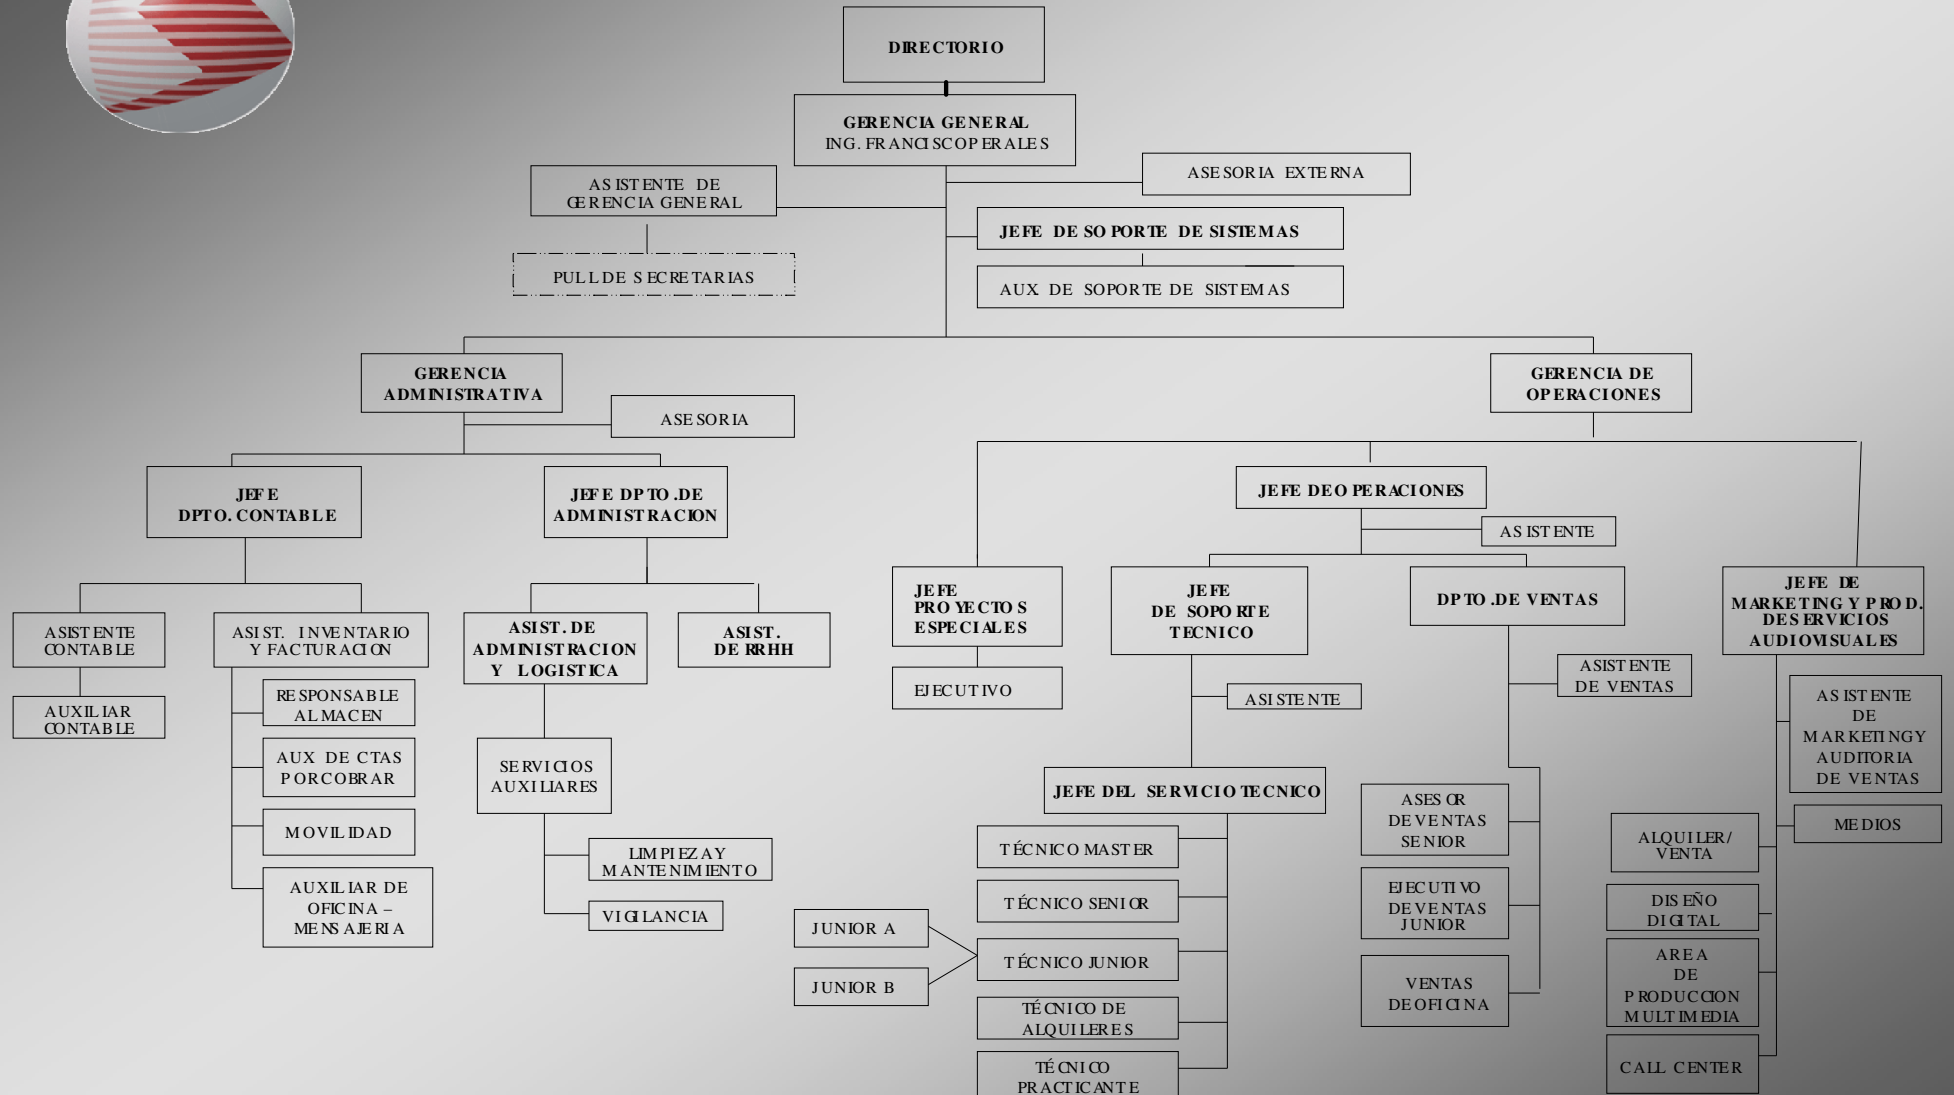 DIRECTORIO
GERENCIA GENERAL
ING. FRANCISCO PERALES
ASESORIA EXTERNA
ASISTENTE DE
GERENCIA GENERAL
JEFE DE SOPORTE DE SISTEMAS
PULL DE SECRETARIAS
AUX DE SOPORTE DE SISTEMAS
GERENCIA
ADMINISTRATIVA
GERENCIA DE
OPERACIONES
ASESORIA
JEFE
DPTO. CONTABLE
JEFE DPTO. DE
ADMINISTRACION
JEFE DE OPERACIONES
ASISTENTE
JEFE
PROYECTOS
ESPECIALES
JEFE
DE SOPORTE
TECNICO
DPTO. DE VENTAS
JEFE DE
MARKETING Y PROD.
DE SERVICIOS
AUDIOVISUALES
ASISTENTE
CONTABLE
ASIST. INVENTARIO
Y FACTURACION
ASIST. DE
ADMINISTRACION
Y LOGISTICA
ASIST.
DE RRHH
EJECUTIVO
ASISTENTE
ASISTENTE
DE VENTAS
ASISTENTE
DE
MARKETING Y
AUDITORIA
DE VENTAS
AUXILIAR
CONTABLE
RESPONSABLE
ALMACEN
AUX DE CTAS
POR COBRAR
MOVILIDAD
AUXILIAR DE
OFICINA –
MENSAJERIA
SERVICIOS
AUXILIARES
LIMPIEZA Y
MANTENIMIENTO
VIGILANCIA
JEFE DEL SERVICIO TECNICO
TÉCNICO MASTER
TÉCNICO SENIOR
JUNIOR A
JUNIOR B
TÉCNICO JUNIOR
TÉCNICO DE
ALQUILERES
TÉCNICO
PRACTICANTE
ASESOR
DE VENTAS
SENIOR
EJECUTIVO
DE VENTAS
JUNIOR
VENTAS
DE OFICINA
MEDIOS
ALQUILER/
VENTA
DISEÑO
DIGITAL
AREA
DE
PRODUCCION
MULTIMEDIA
CALL CENTER